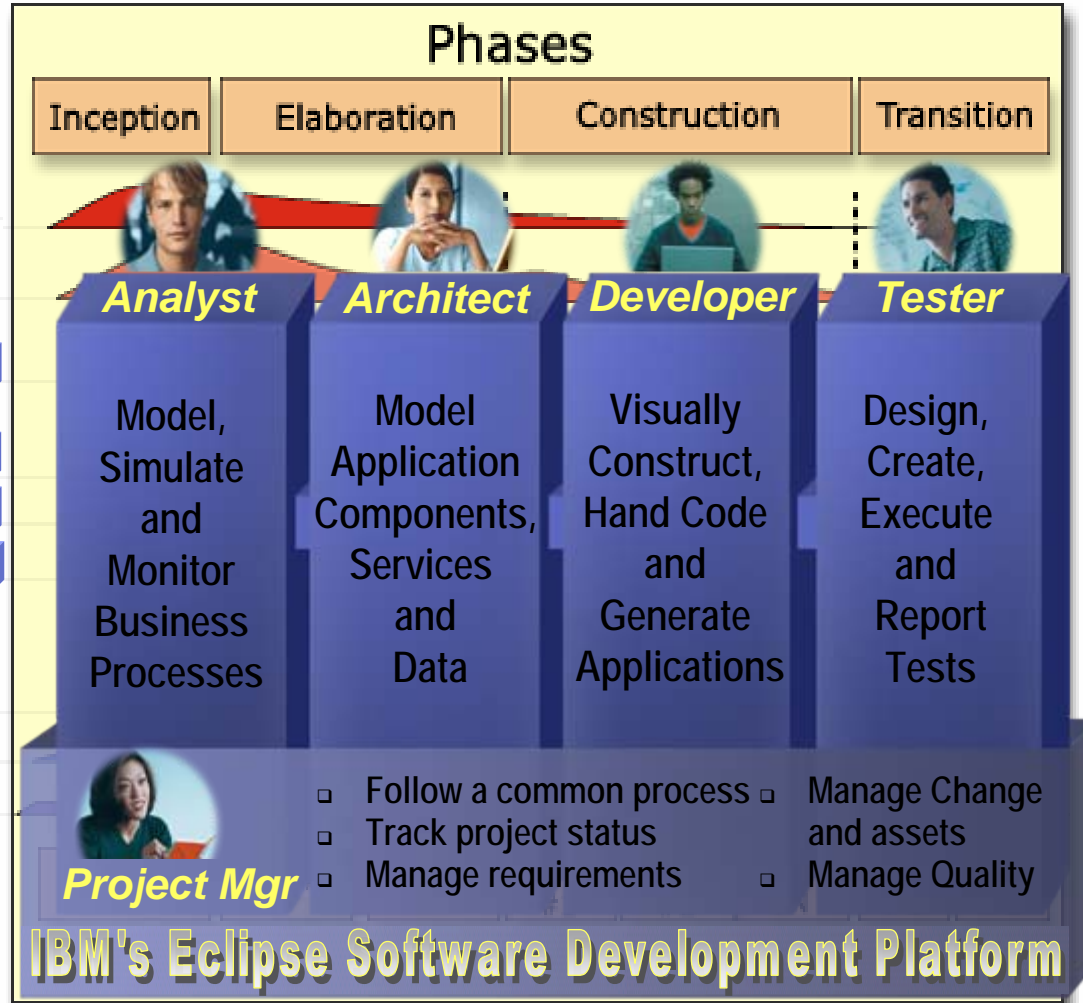 Phases
Inception Elaboration Construction Transition
Analyst
Model,
Simulate
and
Monitor
Business
Processes
Architect
Model
Application
Components,
Services
and
Data
Developer
Visually
Construct,
Hand Code
and
Generate
Applications
Tester
Design,
Create,
Execute
and
Report
Tests
Project Mgr
❑ Follow a common process
❑ Track project status
❑ Manage requirements
❑ Manage Change
and assets
❑ Manage Quality
IBM's Eclipse Software Development Platform